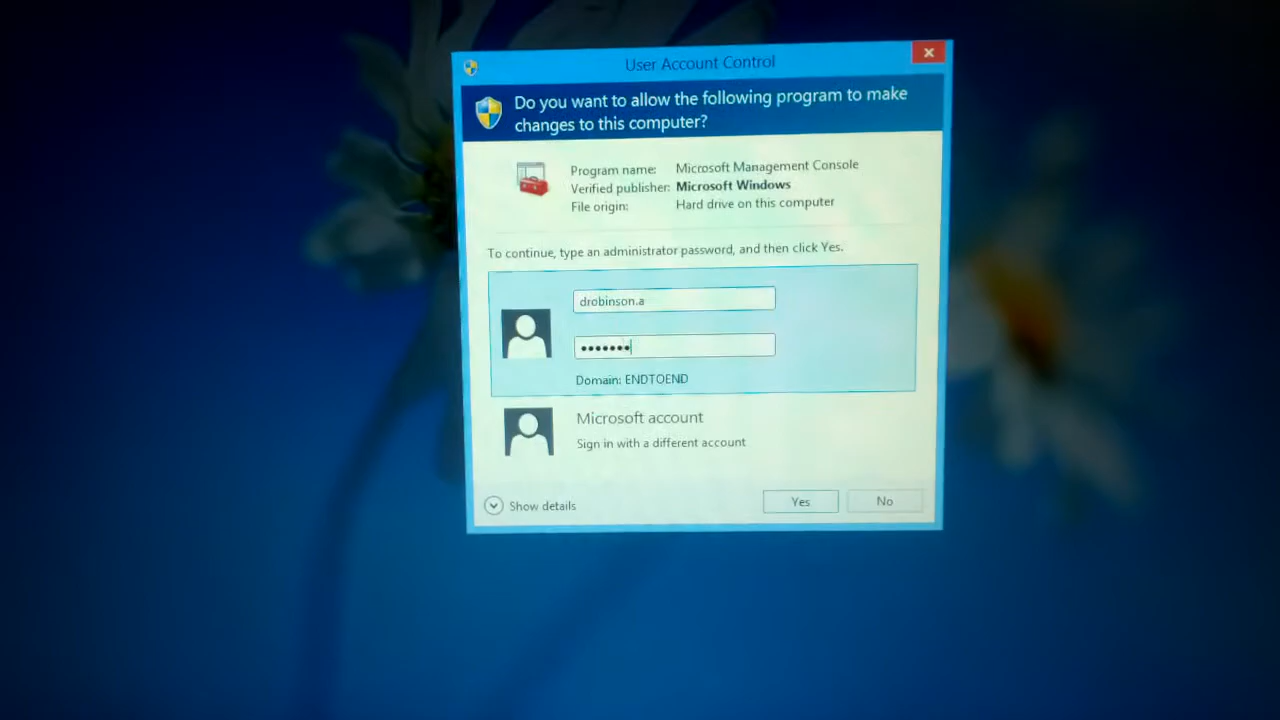 User Account Control
Do you want to allow the following program to make
changes to this computer?
Program name: Microsoft Management Console
Verified publisher: Microsoft Windows
File origin: Hard drive on this computer
To continue, type an administrator password, and then click Yes.
drobinson.a
•••••••
Domain: ENDTOEND
Microsoft account
Sign in with a different account
Show details
Yes
No